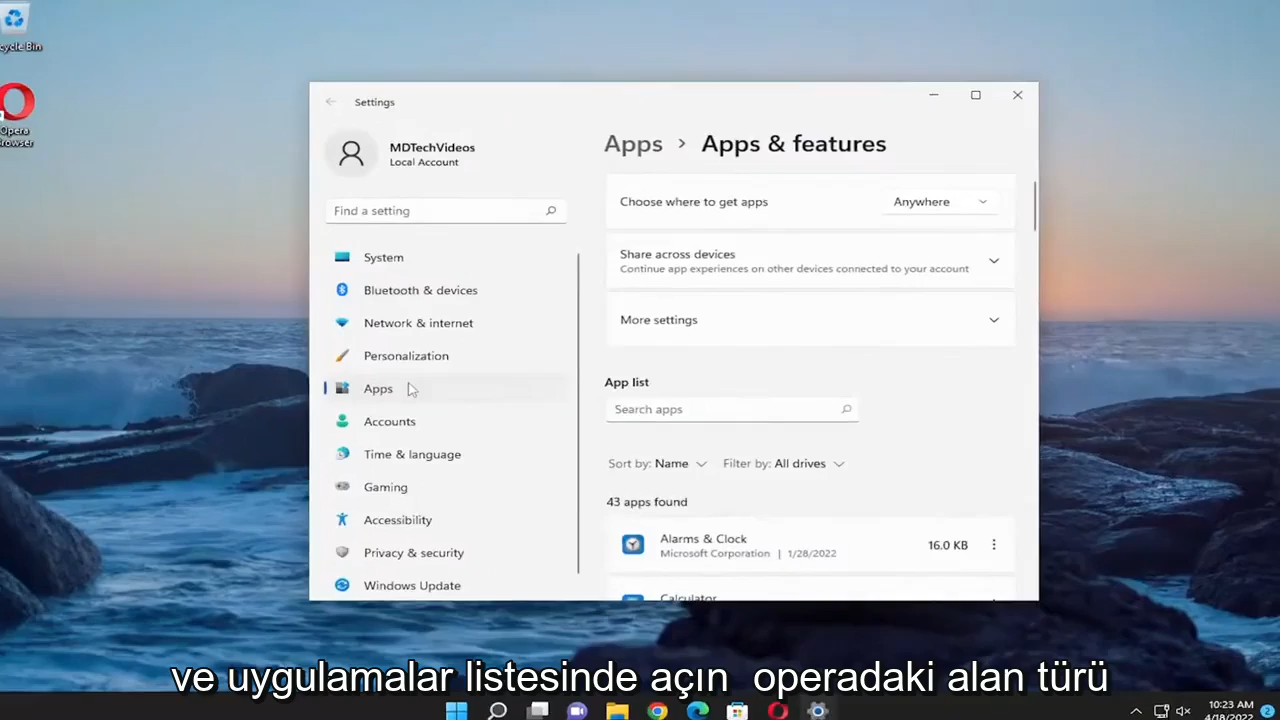 cycle Bin
Opera
rowser
Settings
MDTechVideos
Local Account
Find a setting
System
Bluetooth & devices
Network & internet
Personalization
Apps
Accounts
Time & language
Gaming
Accessibility
Privacy & security
Windows Update
Apps > Apps & features
Choose where to get apps
Anywhere
Share across devices
Continue app experiences on other devices connected to your account
More settings
App list
Search apps
Sort by: Name
Filter by: All drives
43 apps found
Alarms & Clock
Microsoft Corporation | 1/28/2022
16.0 KB
Calculator
ve uygulamalar listesinde açın operadaki alan türü
10:23 AM
4/18/2022
2